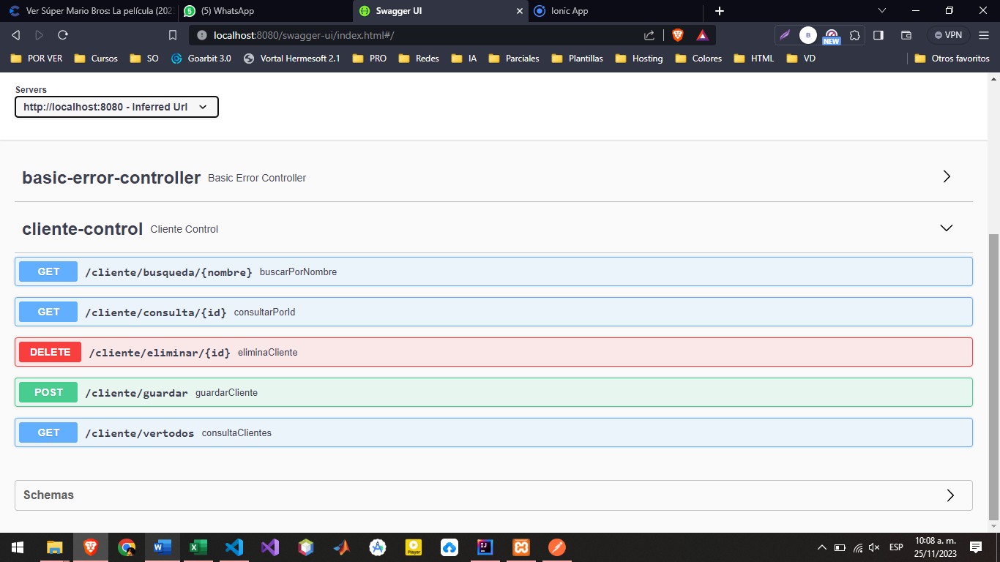 Ver Súper Mario Bros: La película (202
(5) WhatsApp
Swagger UI
Ionic App
localhost:8080/swagger-ui/index.html#/
B
NEW
VPN
POR VER
Cursos
SO
Goarbit 3.0
Vortal Hermesoft 2.1
PRO
Redes
IA
Parciales
Plantillas
Hosting
Colores
HTML
VD
Otros favoritos
Servers
http://localhost:8080 - Inferred Url
basic-error-controller Basic Error Controller
cliente-control Cliente Control
GET /cliente/busqueda/{nombre} buscarPorNombre
GET /cliente/consulta/{id} consultarPorId
DELETE /cliente/eliminar/{id} eliminaCliente
POST /cliente/guardar guardarCliente
GET /cliente/vertodos consultaClientes
Schemas
Player
ESP
10:08 a. m.
25/11/2023